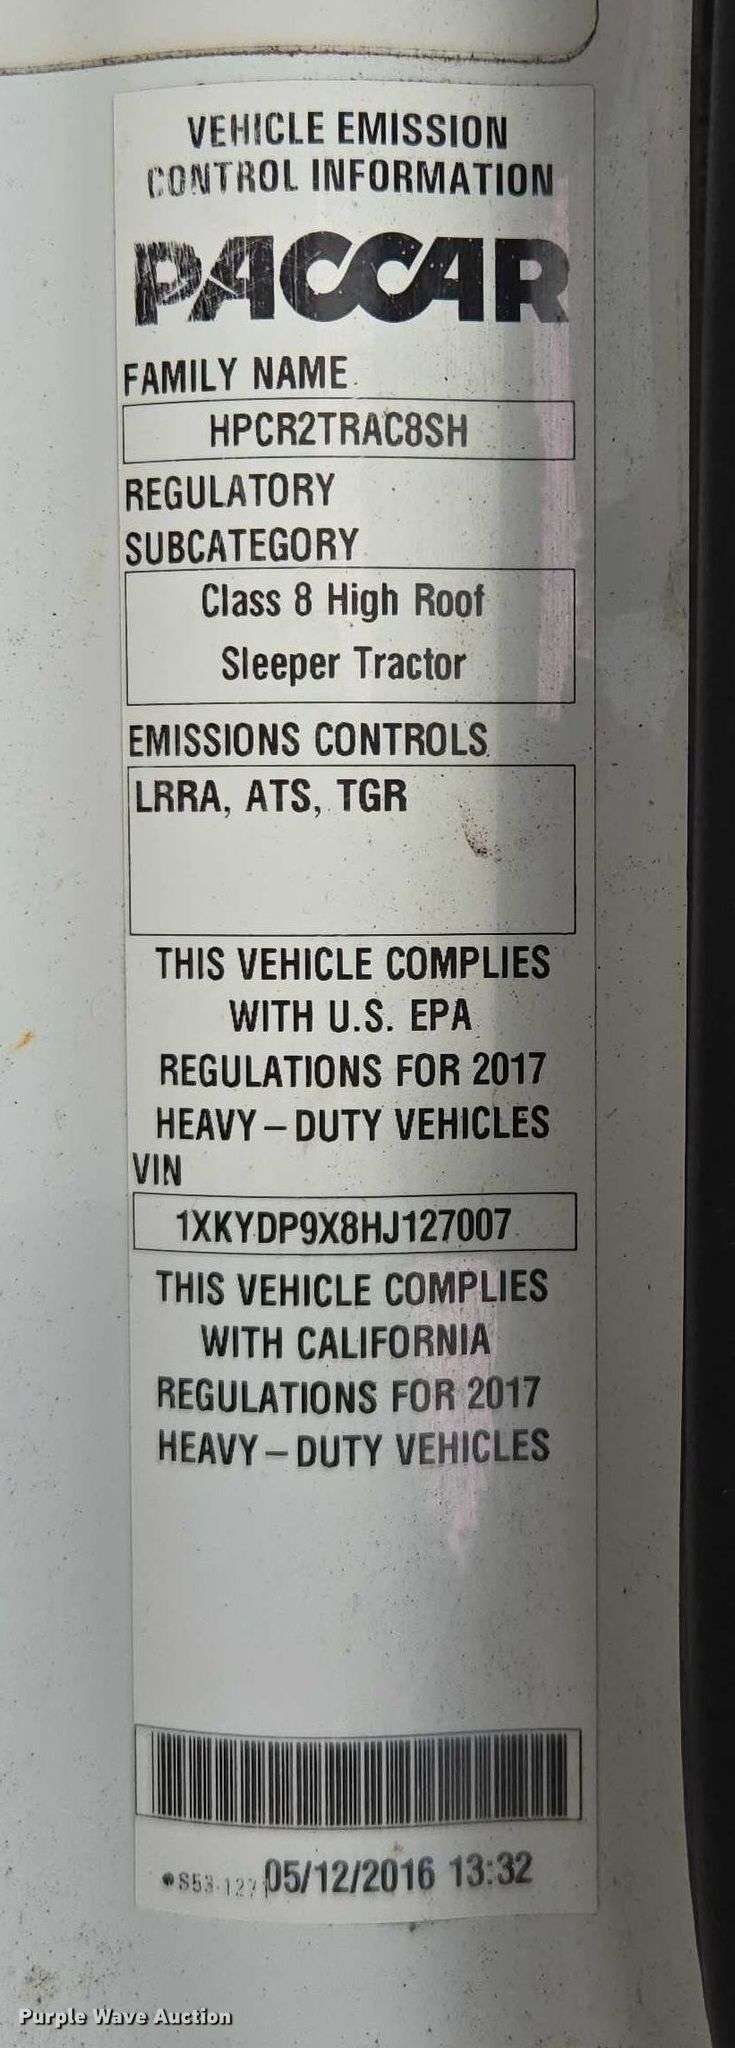 VEHICLE EMISSION
CONTROL INFORMATION
PACCAR
FAMILY NAME
HPCR2TRAC8SH
REGULATORY
SUBCATEGORY
Class 8 High Roof
Sleeper Tractor
EMISSIONS CONTROLS
LRRA, ATS, TGR
THIS VEHICLE COMPLIES
WITH U.S. EPA
REGULATIONS FOR 2017
HEAVY – DUTY VEHICLES
VIN
1XKYDP9X8HJ127007
THIS VEHICLE COMPLIES
WITH CALIFORNIA
REGULATIONS FOR 2017
HEAVY – DUTY VEHICLES
05/12/2016 13:32
Purple Wave Auction